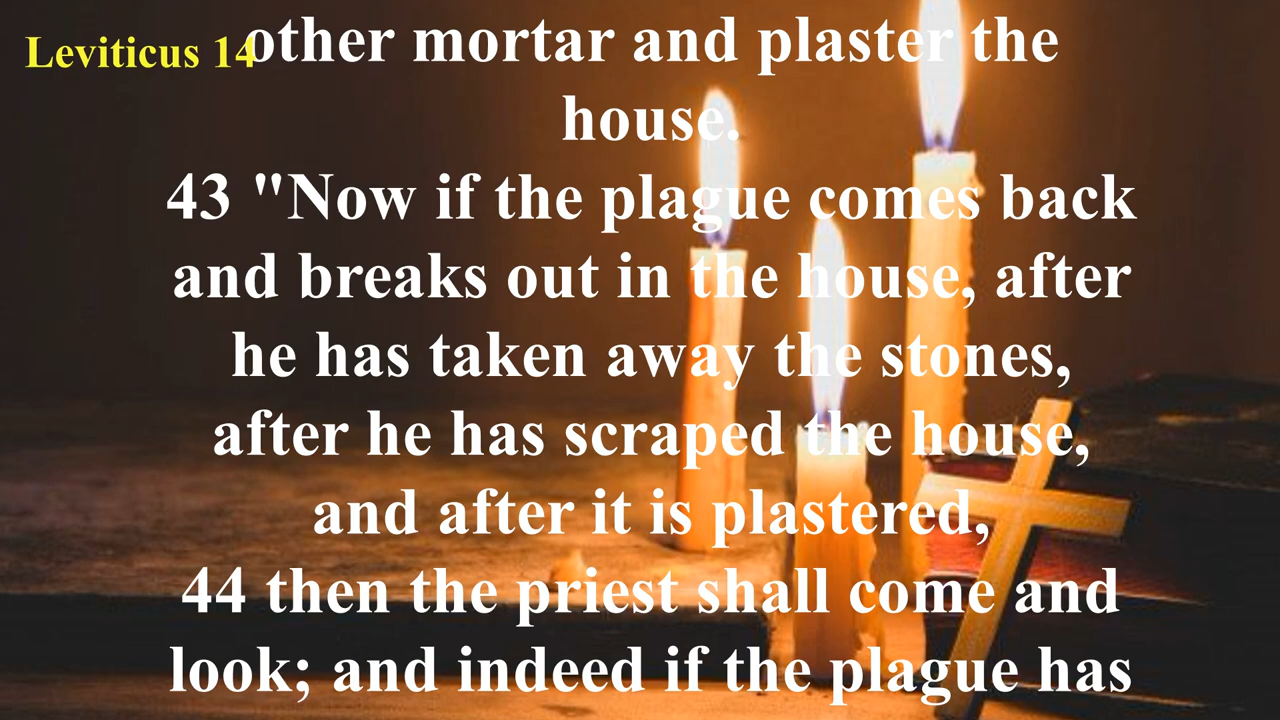 Leviticus 14
other mortar and plaster the
house.
43 "Now if the plague comes back
and breaks out in the house, after
he has taken away the stones,
after he has scraped the house,
and after it is plastered,
44 then the priest shall come and
look; and indeed if the plague has